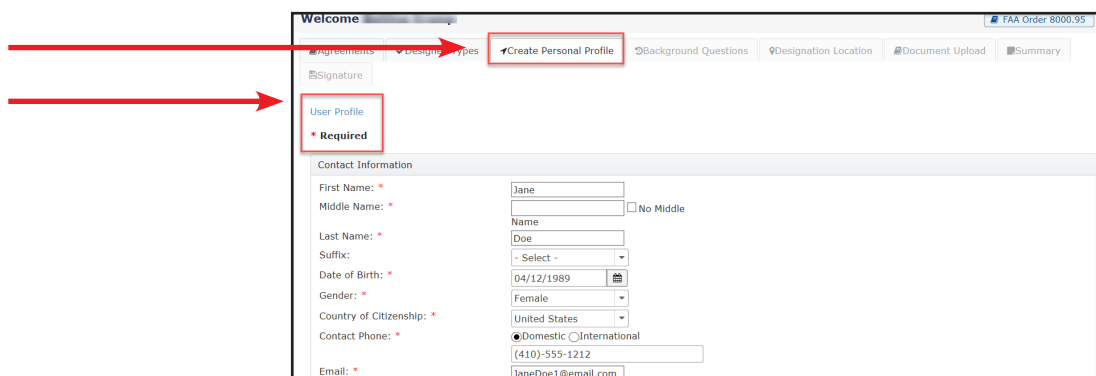 Welcome
FAA Order 8000.95
Agreements Designee Types Create Personal Profile Background Questions Designation Location Document Upload Summary
Signature
User Profile
* Required
Contact Information
First Name: * Jane
Middle Name: * No Middle
Name
Last Name: * Doe
Suffix: - Select -
Date of Birth: * 04/12/1989
Gender: * Female
Country of Citizenship: * United States
Contact Phone: * Domestic International
(410)-555-1212
Email: * JaneDoe1@email.com